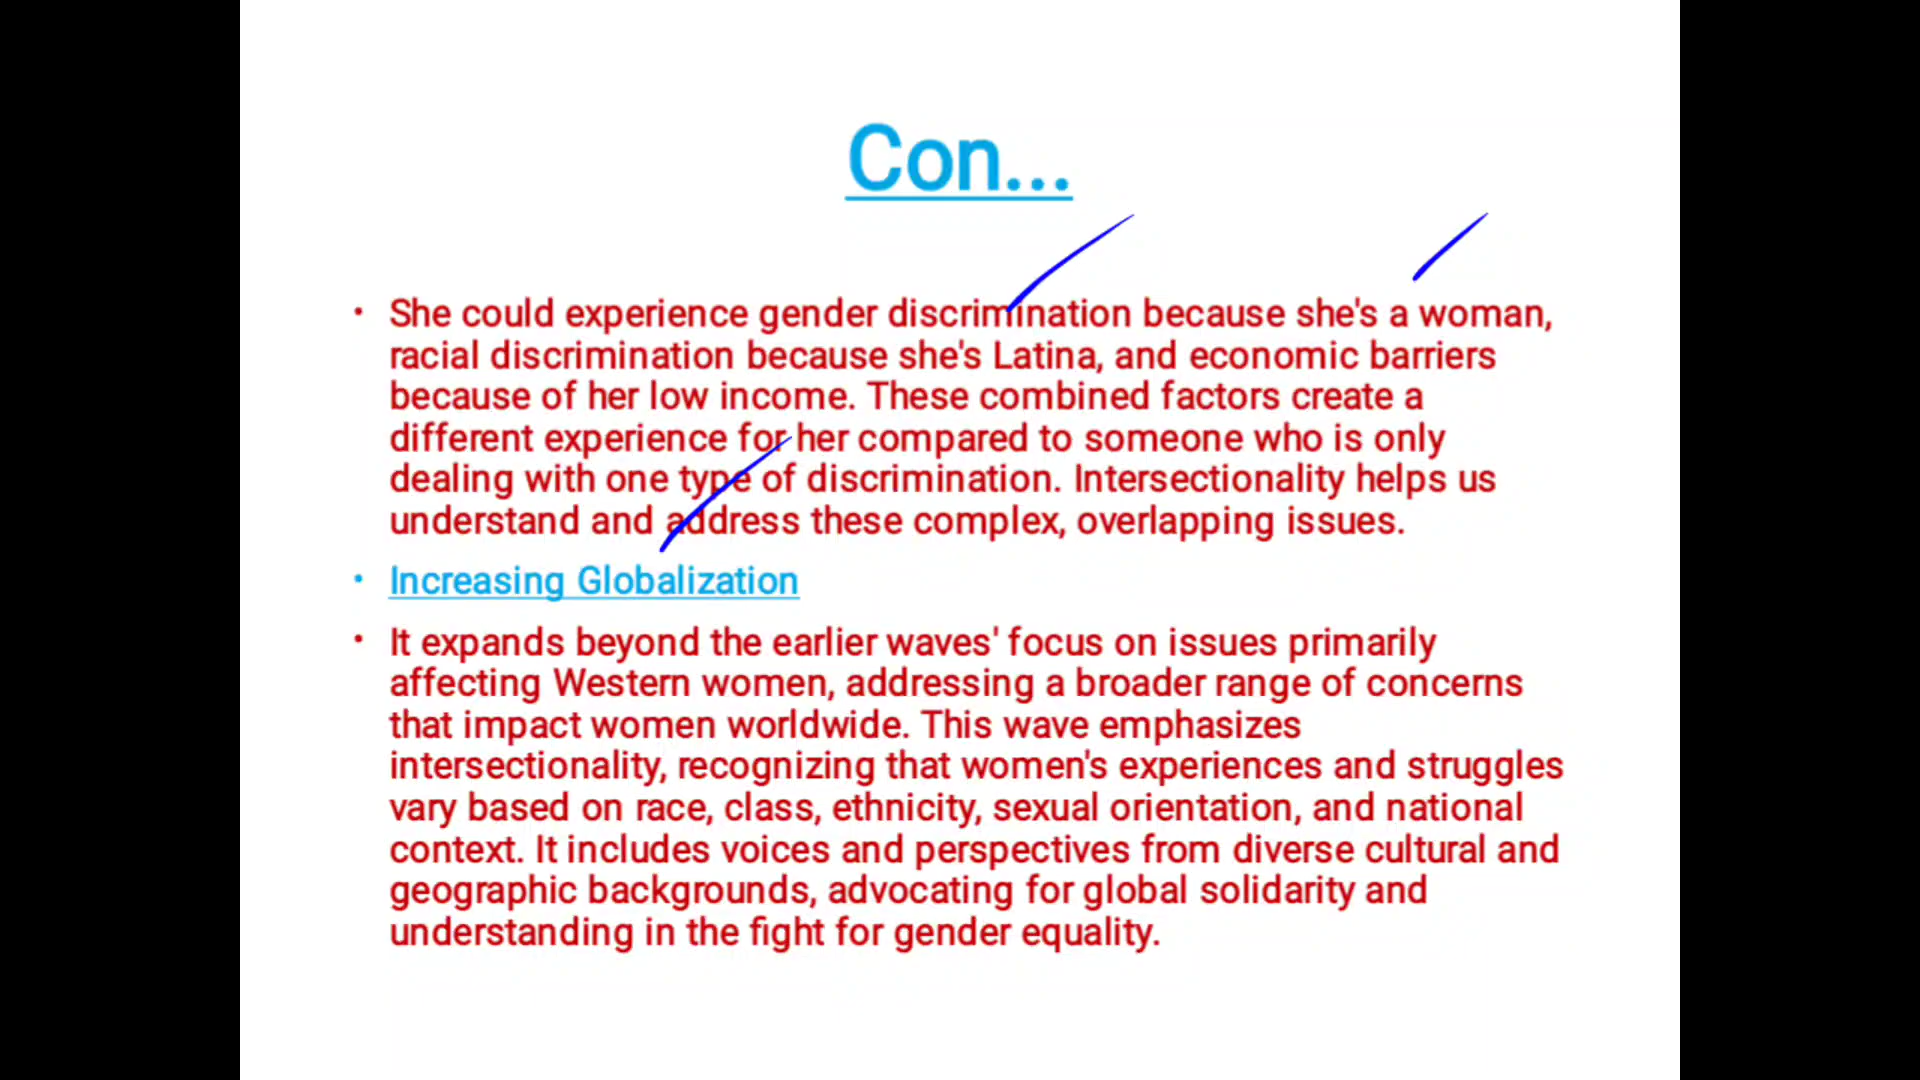 Con...
• She could experience gender discrimination because she's a woman,
racial discrimination because she's Latina, and economic barriers
because of her low income. These combined factors create a
different experience for her compared to someone who is only
dealing with one type of discrimination. Intersectionality helps us
understand and address these complex, overlapping issues.
• Increasing Globalization
• It expands beyond the earlier waves' focus on issues primarily
affecting Western women, addressing a broader range of concerns
that impact women worldwide. This wave emphasizes
intersectionality, recognizing that women's experiences and struggles
vary based on race, class, ethnicity, sexual orientation, and national
context. It includes voices and perspectives from diverse cultural and
geographic backgrounds, advocating for global solidarity and
understanding in the fight for gender equality.